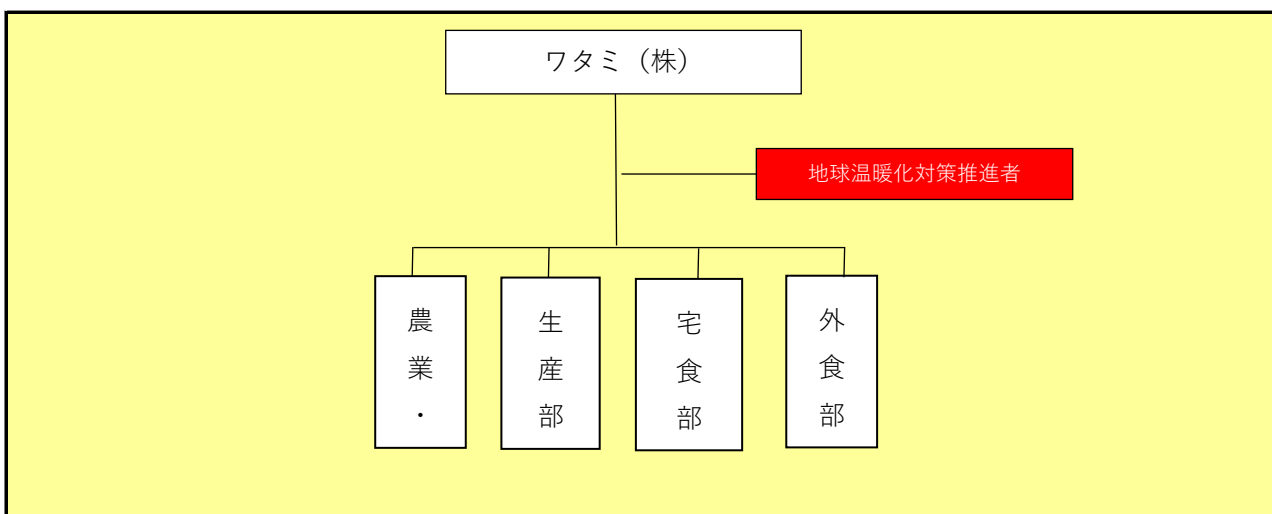 ワタミ（株）
地球温暖化対策推進者
農業・
生産部
宅食部
外食部